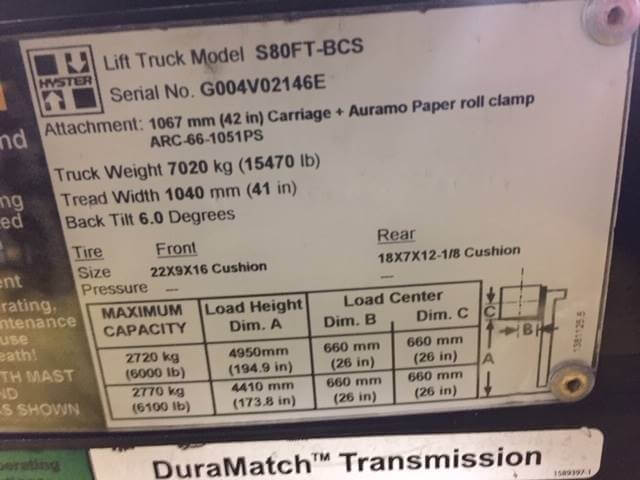 HYSTER
Lift Truck Model S80FT-BCS
Serial No. G004V02146E
Attachment: 1067 mm (42 in) Carriage + Auramo Paper roll clamp
ARC-66-1051PS
Truck Weight 7020 kg (15470 lb)
Tread Width 1040 mm (41 in)
Back Tilt 6.0 Degrees
Tire Front Rear
Size 22X9X16 Cushion 18X7X12-1/8 Cushion
Pressure -- --
MAXIMUM CAPACITY Load Height Dim. A Load Center Dim. B Dim. C
2720 kg (6000 lb) 4950mm (194.9 in) 660 mm (26 in) 660 mm (26 in)
2770 kg (6100 lb) 4410 mm (173.8 in) 660 mm (26 in) 660 mm (26 in)
C
B
A
1381125.5
nd
ng
ed
ent
rating,
ntenance
use
eath!
TH MAST
ND
S SHOWN
perating
DuraMatch™ Transmission
1589397-1